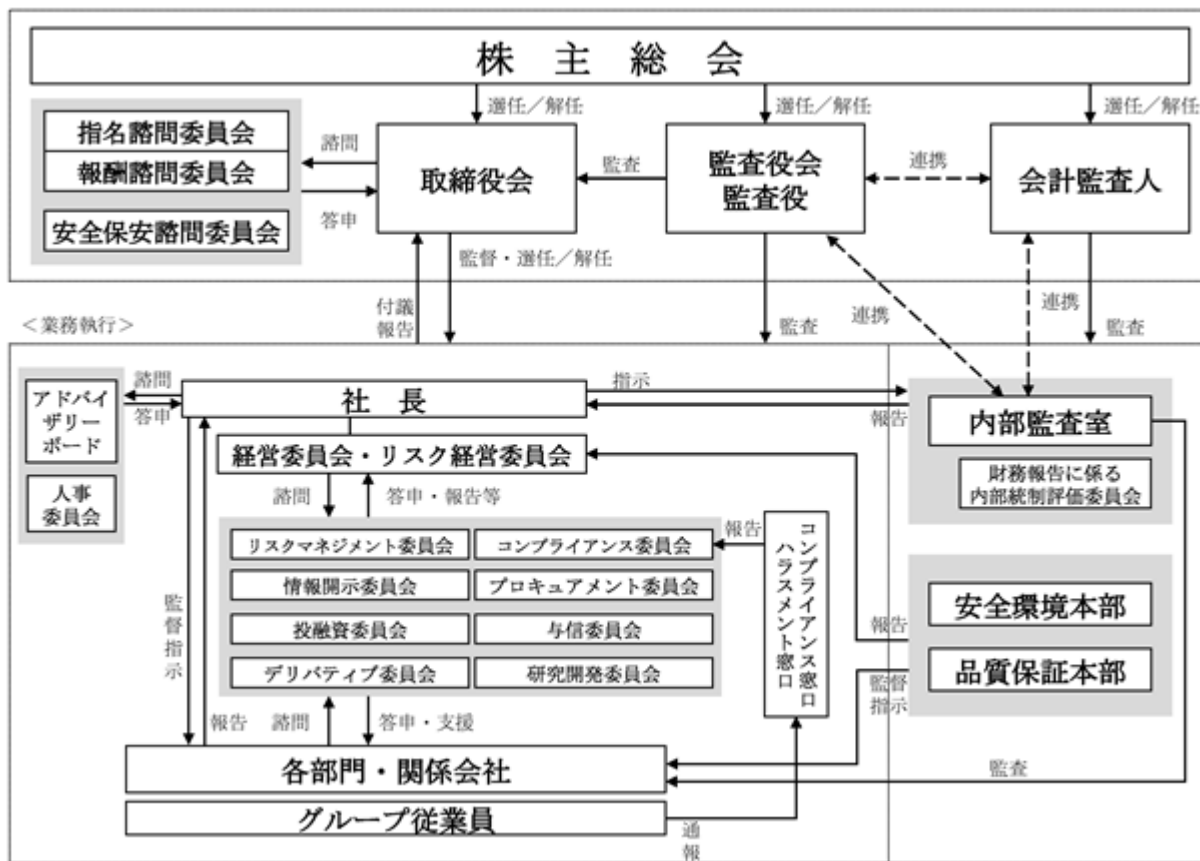 株主総会
選任／解任
選任／解任
選任／解任
指名諮問委員会
報酬諮問委員会
安全保安諮問委員会
諮問
答申
取締役会
監査
監査役会
監査役
連携
会計監査人
監督・選任／解任
付議
報告
監査
連携
連携
監査
＜業務執行＞
アドバイ
ザリー
ボード
人事
委員会
諮問
答申
社長
指示
報告
内部監査室
財務報告に係る
内部統制評価委員会
経営委員会・リスク経営委員会
諮問
答申・報告等
リスクマネジメント委員会
コンプライアンス委員会
情報開示委員会
プロキュアメント委員会
投融資委員会
与信委員会
デリバティブ委員会
研究開発委員会
報告
コンプライアンス窓口
ハラスメント窓口
安全環境本部
品質保証本部
報告
監督
指示
監督指示
報告
諮問
答申・支援
各部門・関係会社
グループ従業員
通報
監査